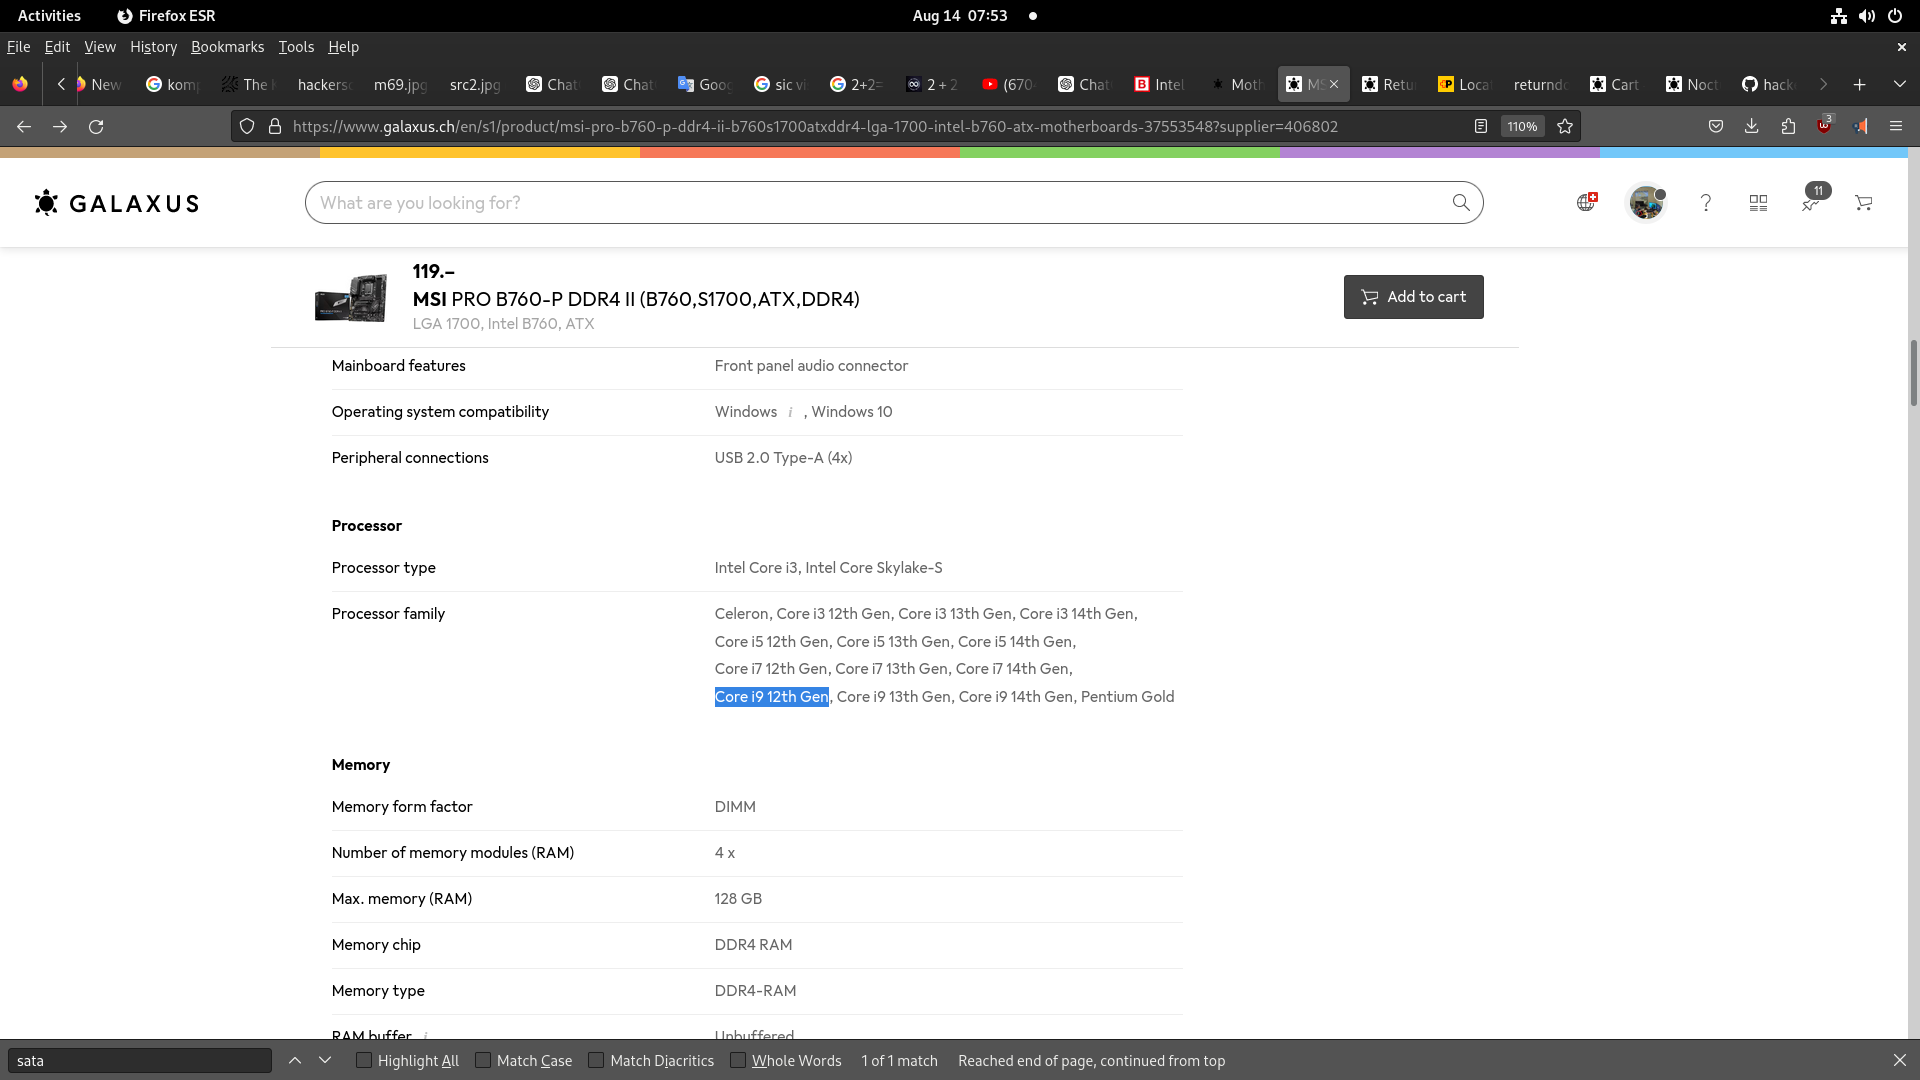 Activities Firefox ESR Aug 14 07:53
File Edit View History Bookmarks Tools Help
New kom The hackers m69.jpg src2.jpg Chat Chat Goog sic vi 2+2= 2 + 2 (670 Chat Intel Moth MS Retu Loca returnd Cart Noct hack
https://www.galaxus.ch/en/s1/product/msi-pro-b760-p-ddr4-ii-b760s1700atxddr4-lga-1700-intel-b760-atx-motherboards-37553548?supplier=406802 110% 3
GALAXUS What are you looking for? 11
119.–
MSI PRO B760-P DDR4 II (B760,S1700,ATX,DDR4) Add to cart
LGA 1700, Intel B760, ATX
Mainboard features Front panel audio connector
Operating system compatibility Windows i , Windows 10
Peripheral connections USB 2.0 Type-A (4x)
Processor
Processor type Intel Core i3, Intel Core Skylake-S
Processor family Celeron, Core i3 12th Gen, Core i3 13th Gen, Core i3 14th Gen,
Core i5 12th Gen, Core i5 13th Gen, Core i5 14th Gen,
Core i7 12th Gen, Core i7 13th Gen, Core i7 14th Gen,
Core i9 12th Gen, Core i9 13th Gen, Core i9 14th Gen, Pentium Gold
Memory
Memory form factor DIMM
Number of memory modules (RAM) 4 x
Max. memory (RAM) 128 GB
Memory chip DDR4 RAM
Memory type DDR4-RAM
RAM buffer i Unbuffered
sata Highlight All Match Case Match Diacritics Whole Words 1 of 1 match Reached end of page, continued from top